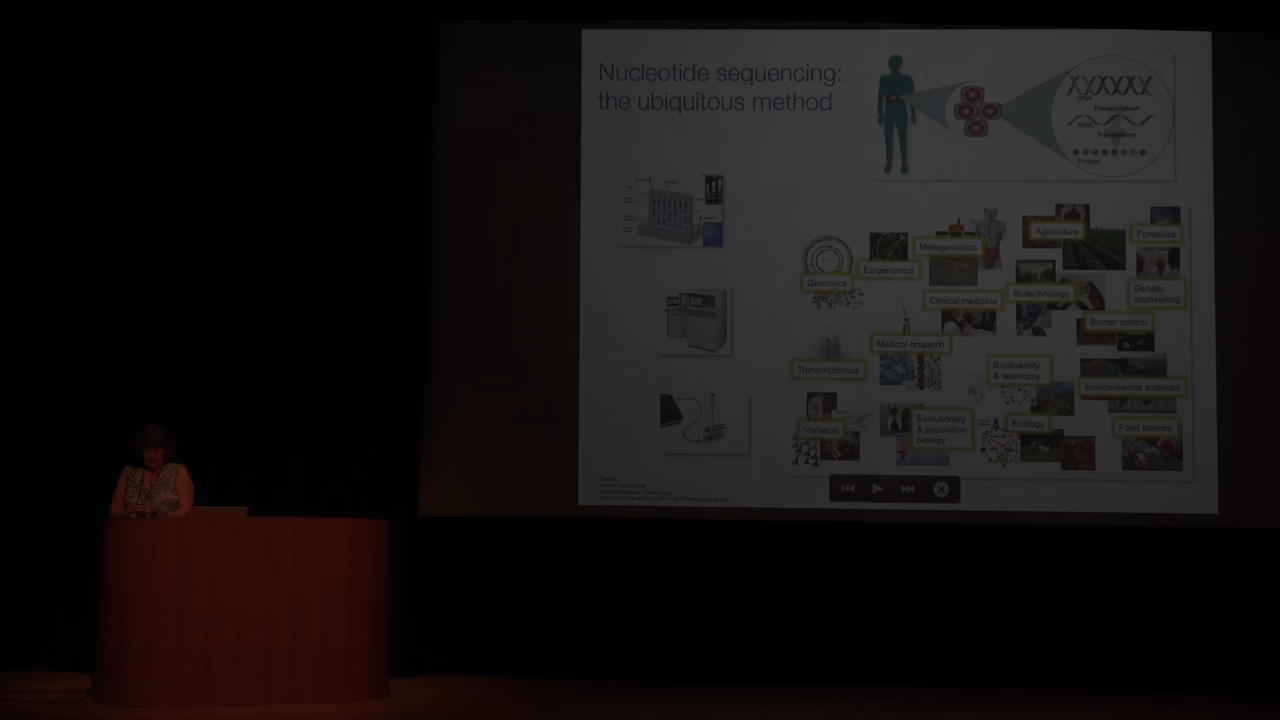 Nucleotide sequencing:
the ubiquitous method
DNA
Transcription
RNA
Translation
Protein
Metagenomics
Agriculture
Forensics
Epigenomics
Genomics
Clinical medicine
Biotechnology
Genetic
counselling
Border control
Medical research
Transcriptomics
Biodiversity
& taxonomy
Environmental sciences
Variation
Evolutionary
& population
biology
Ecology
Food science